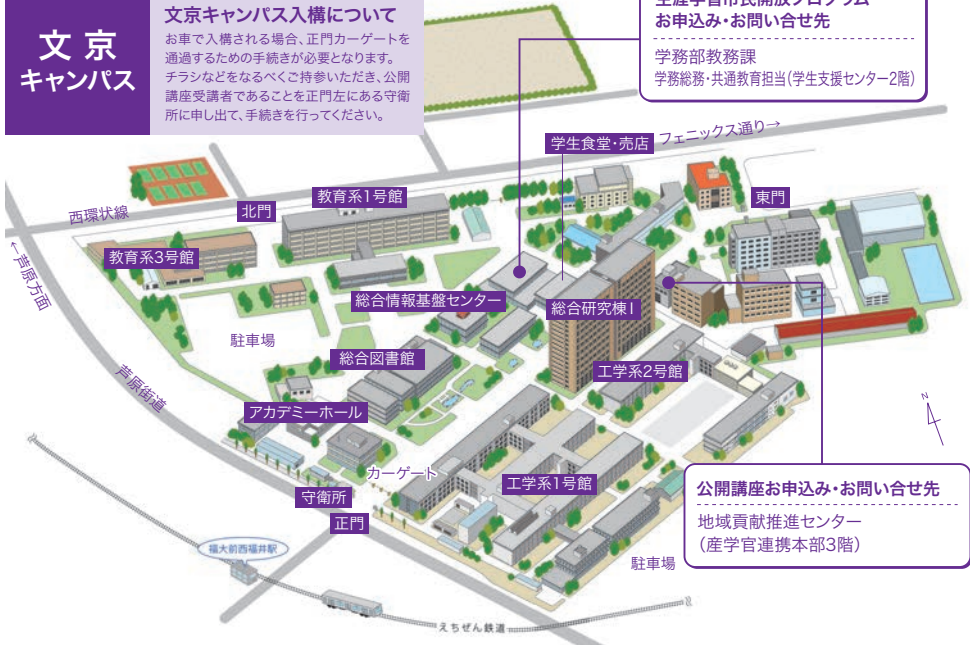 文京
キャンパス
文京キャンパス入構について
お車で入構される場合、正門カーゲートを
通過するための手続きが必要となります。
チラシなどをなるべくご持参いただき、公開
講座受講者であることを正門左にある守衛
所に申し出て、手続きを行ってください。
生涯学習市民開放プログラム
お申込み・お問い合せ先
学務部教務課
学務総務・共通教育担当(学生支援センター2階)
学生食堂・売店
フェニックス通り→
西環状線
北門
教育系1号館
東門
教育系3号館
←芦原方面
総合情報基盤センター
総合研究棟I
駐車場
総合図書館
工学系2号館
芦原街道
アカデミーホール
N
カーゲート
工学系1号館
守衛所
正門
公開講座お申込み・お問い合せ先
地域貢献推進センター
(産学官連携本部3階)
福大前西福井駅
駐車場
えちぜん鉄道